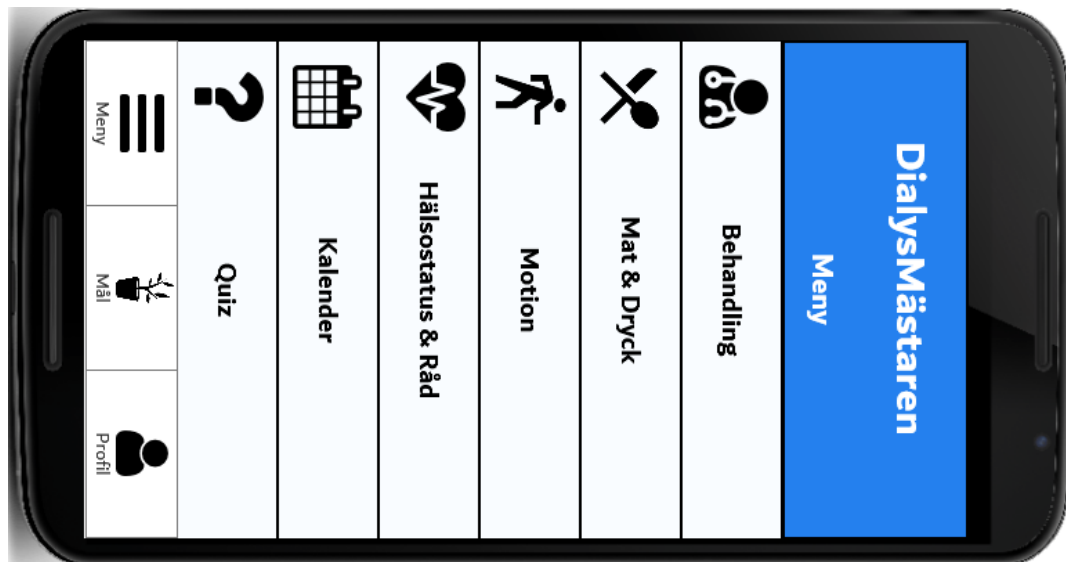 DialysMästaren
Meny
Behandling
Mat & Dryck
Motion
Hälsostatus & Råd
Kalender
Quiz
Meny
Mål
Profil